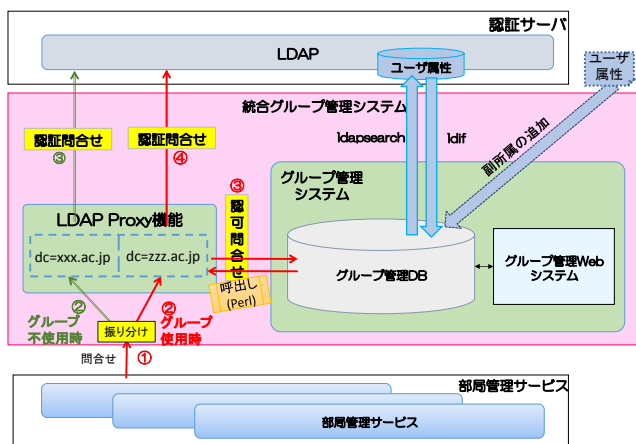 認証サーバ
LDAP
ユーザ属性
ユーザ
属性
統合グループ管理システム
ldapsearch
ldif
副所属の追加
認証問合せ
③
認証問合せ
④
グループ管理
システム
③
認可問合せ
LDAP Proxy機能
dc=xxx.ac.jp
dc=zzz.ac.jp
グループ管理DB
グループ管理Web
システム
呼出し
(Perl)
②
グループ
不使用時
振り分け
②
グループ
使用時
問合せ
①
部局管理サービス
部局管理サービス